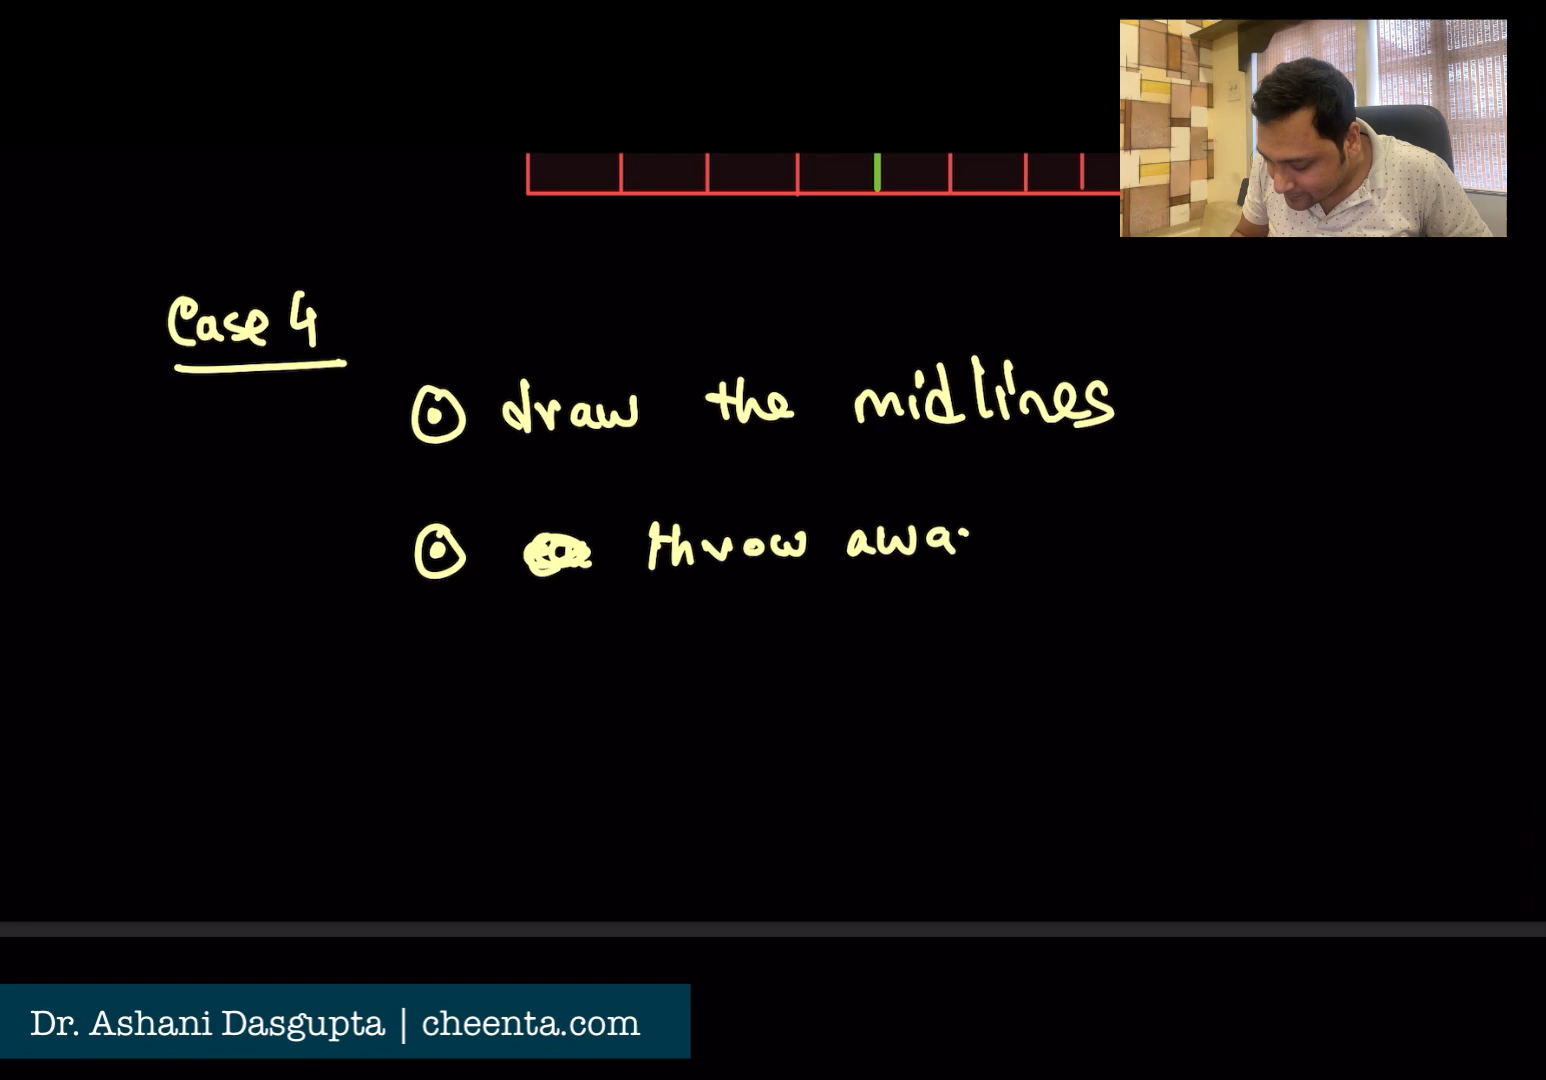 Case 4
draw the midlines
throw awa
Dr. Ashani Dasgupta | cheenta.com